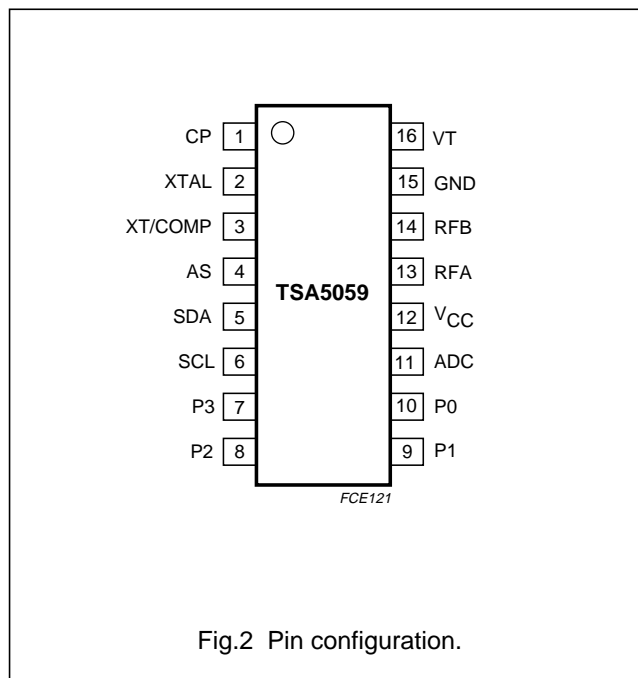 CP 1 16 VT
XTAL 2 15 GND
XT/COMP 3 14 RFB
AS 4 13 RFA
TSA5059
SDA 5 12 VCC
SCL 6 11 ADC
P3 7 10 P0
P2 8 9 P1
FCE121
Fig.2 Pin configuration.